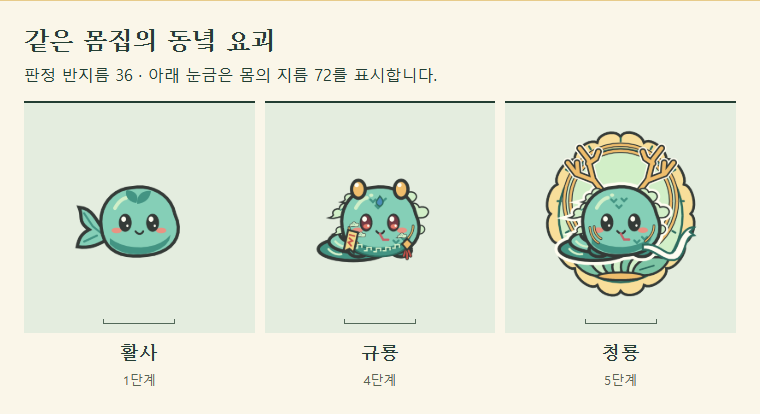 같은 몸집의 동녘 요괴
판정 반지름 36 · 아래 눈금은 몸의 지름 72를 표시합니다.
활사
1단계
규룡
4단계
청룡
5단계